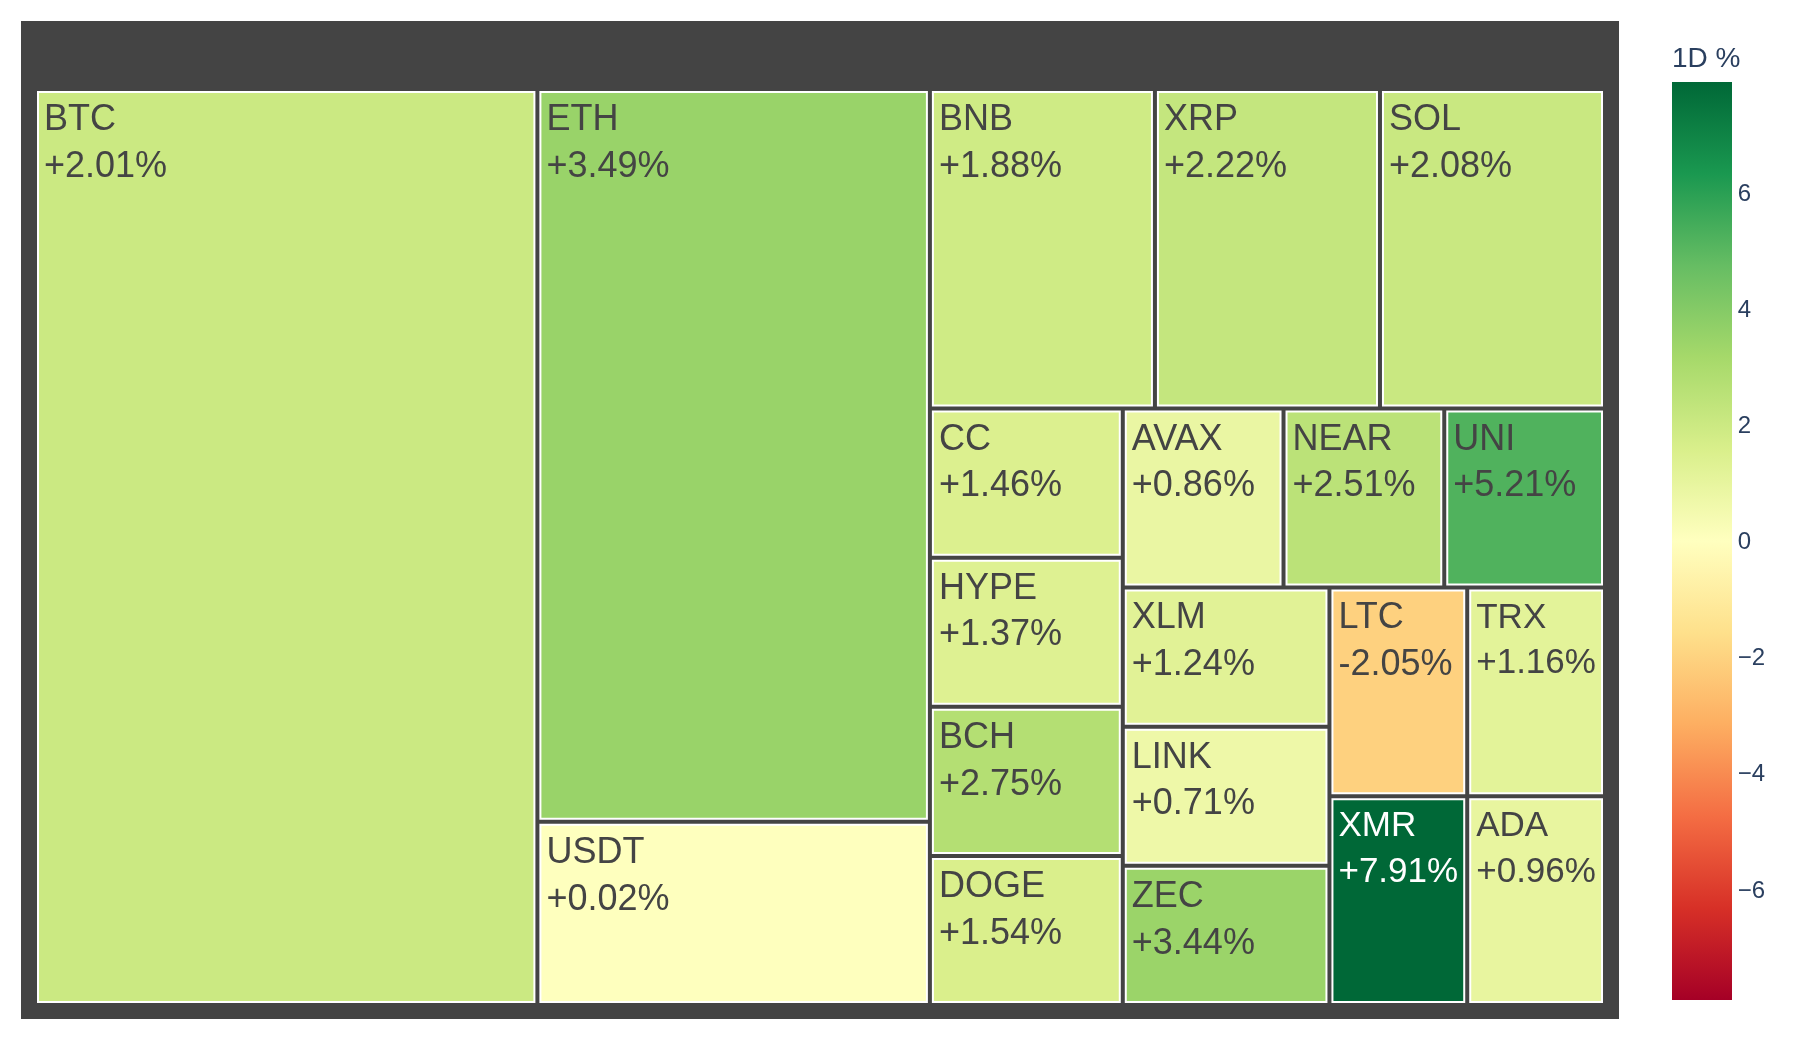 BTC
+2.01%
ETH
+3.49%
USDT
+0.02%
BNB
+1.88%
XRP
+2.22%
SOL
+2.08%
CC
+1.46%
HYPE
+1.37%
BCH
+2.75%
DOGE
+1.54%
AVAX
+0.86%
NEAR
+2.51%
UNI
+5.21%
XLM
+1.24%
LINK
+0.71%
ZEC
+3.44%
LTC
-2.05%
TRX
+1.16%
XMR
+7.91%
ADA
+0.96%
1D %
6
4
2
0
−2
−4
−6